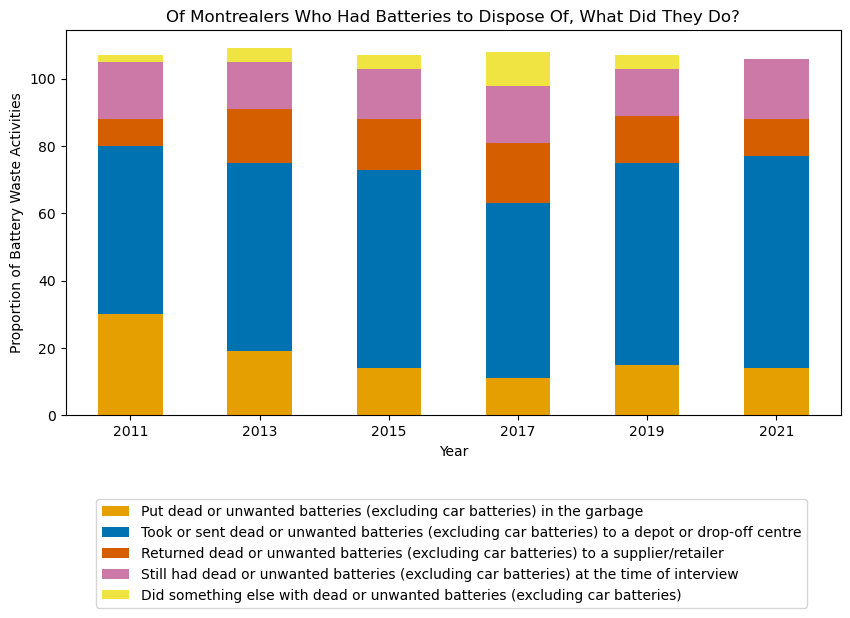 Of Montrealers Who Had Batteries to Dispose Of, What Did They Do?
Proportion of Battery Waste Activities
100
80
60
40
20
0
2011 2013 2015 2017 2019 2021
Year
Put dead or unwanted batteries (excluding car batteries) in the garbage
Took or sent dead or unwanted batteries (excluding car batteries) to a depot or drop-off centre
Returned dead or unwanted batteries (excluding car batteries) to a supplier/retailer
Still had dead or unwanted batteries (excluding car batteries) at the time of interview
Did something else with dead or unwanted batteries (excluding car batteries)